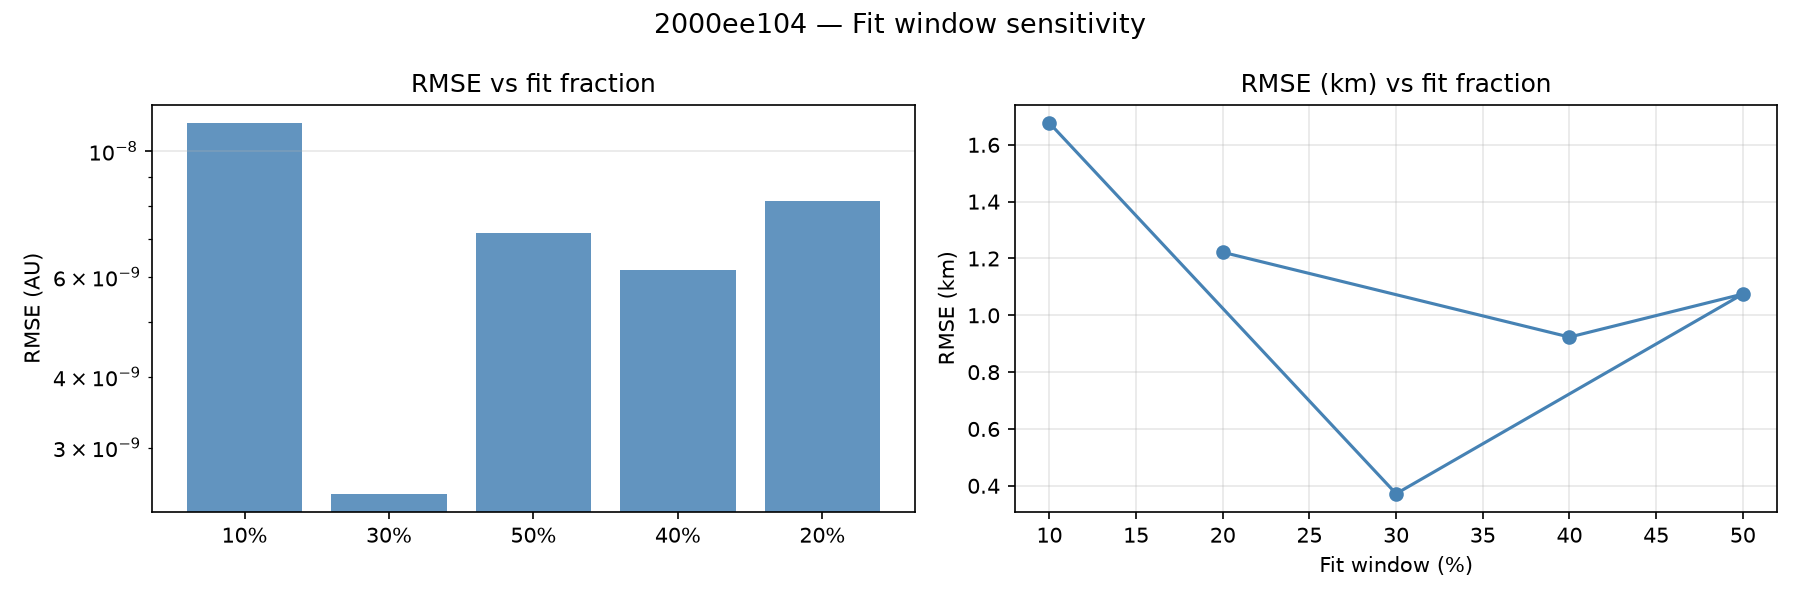 2000ee104 — Fit window sensitivity
RMSE vs fit fraction
RMSE (AU)
10⁻⁸
6 × 10⁻⁹
4 × 10⁻⁹
3 × 10⁻⁹
10% 30% 50% 40% 20%
RMSE (km) vs fit fraction
RMSE (km)
1.6
1.4
1.2
1.0
0.8
0.6
0.4
10 15 20 25 30 35 40 45 50
Fit window (%)